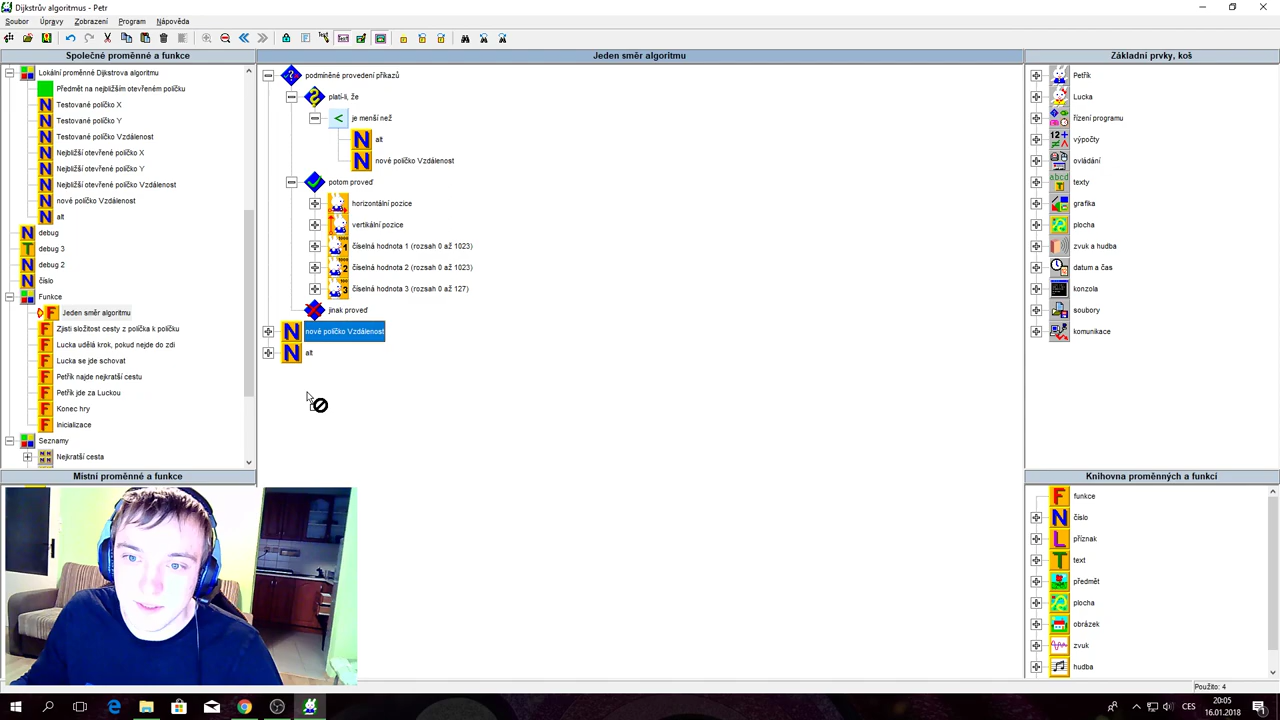 Dijkstrův algoritmus - Petr
Soubor Úpravy Zobrazení Program Nápověda
Společné proměnné a funkce
Lokální proměnné Dijkstrova algoritmu
Předmět na nejbližším otevřeném políčku
Testované políčko X
Testované políčko Y
Testované políčko Vzdálenost
Nejbližší otevřené políčko X
Nejbližší otevřené políčko Y
Nejbližší otevřené políčko Vzdálenost
nové políčko Vzdálenost
alt
debug
debug 3
debug 2
číslo
Funkce
Jeden směr algoritmu
Zjisti složitost cesty z políčka k políčku
Lucka udělá krok, pokud nejde do zdi
Lucka se jde schovat
Petřík najde nejkratší cestu
Petřík jde za Luckou
Konec hry
Inicializace
Seznamy
Nejkratší cesta
Místní proměnné a funkce
Jeden směr algoritmu
podmíněné provedení příkazů
platí-li, že
je menší než
alt
nové políčko Vzdálenost
potom proveď
horizontální pozice
vertikální pozice
číselná hodnota 1 (rozsah 0 až 1023)
číselná hodnota 2 (rozsah 0 až 1023)
číselná hodnota 3 (rozsah 0 až 127)
jinak proveď
nové políčko Vzdálenost
alt
Základní prvky, koš
Petřík
Lucka
řízení programu
výpočty
ovládání
texty
grafika
plocha
zvuk a hudba
datum a čas
konzola
soubory
komunikace
Knihovna proměnných a funkcí
funkce
číslo
příznak
text
předmět
plocha
obrázek
zvuk
hudba
Použito: 4
CES
20:05
16.01.2018